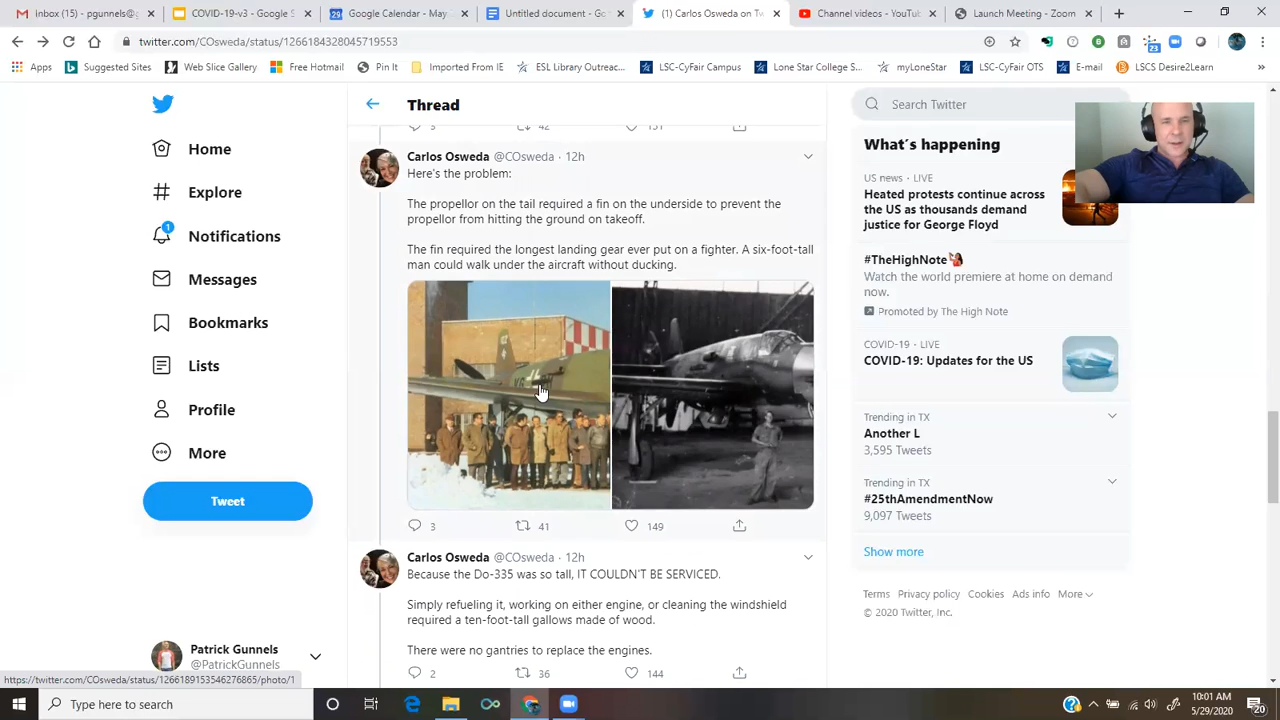 Inbox (15) - pgunnels@g
COVID-19-v3 - Google S
Google Calendar - May
Untitled document - Go
(1) Carlos Osweda on Tw
Channel videos - YouTub
Launch Meeting - Zoom
twitter.com/COsweda/status/1266184328045719553
23
Apps
Suggested Sites
Web Slice Gallery
Free Hotmail
Pin It
Imported From IE
ESL Library Outreac...
LSC-CyFair Campus
Lone Star College S...
myLoneStar
LSC-CyFair OTS
E-mail
LSCS Desire2Learn
»
Home
Explore
1
Notifications
Messages
Bookmarks
Lists
Profile
More
Tweet
Patrick Gunnels
@PatrickGunnels
Thread
42
Carlos Osweda @COsweda · 12h
Here's the problem:
The propellor on the tail required a fin on the underside to prevent the
propellor from hitting the ground on takeoff.
The fin required the longest landing gear ever put on a fighter. A six-foot-tall
man could walk under the aircraft without ducking.
3 41 149
Carlos Osweda @COsweda · 12h
Because the Do-335 was so tall, IT COULDN'T BE SERVICED.
Simply refueling it, working on either engine, or cleaning the windshield
required a ten-foot-tall gallows made of wood.
There were no gantries to replace the engines.
2 36 144
Search Twitter
What's happening
US news · LIVE
Heated protests continue across
the US as thousands demand
justice for George Floyd
#TheHighNote
Watch the world premiere at home on demand
now.
Promoted by The High Note
COVID-19 · LIVE
COVID-19: Updates for the US
Trending in TX
Another L
3,595 Tweets
Trending in TX
#25thAmendmentNow
9,097 Tweets
Show more
Terms Privacy policy Cookies Ads info More
© 2020 Twitter, Inc.
https://twitter.com/COsweda/status/1266189153546276865/photo/1
Type here to search
10:01 AM
5/29/2020
20